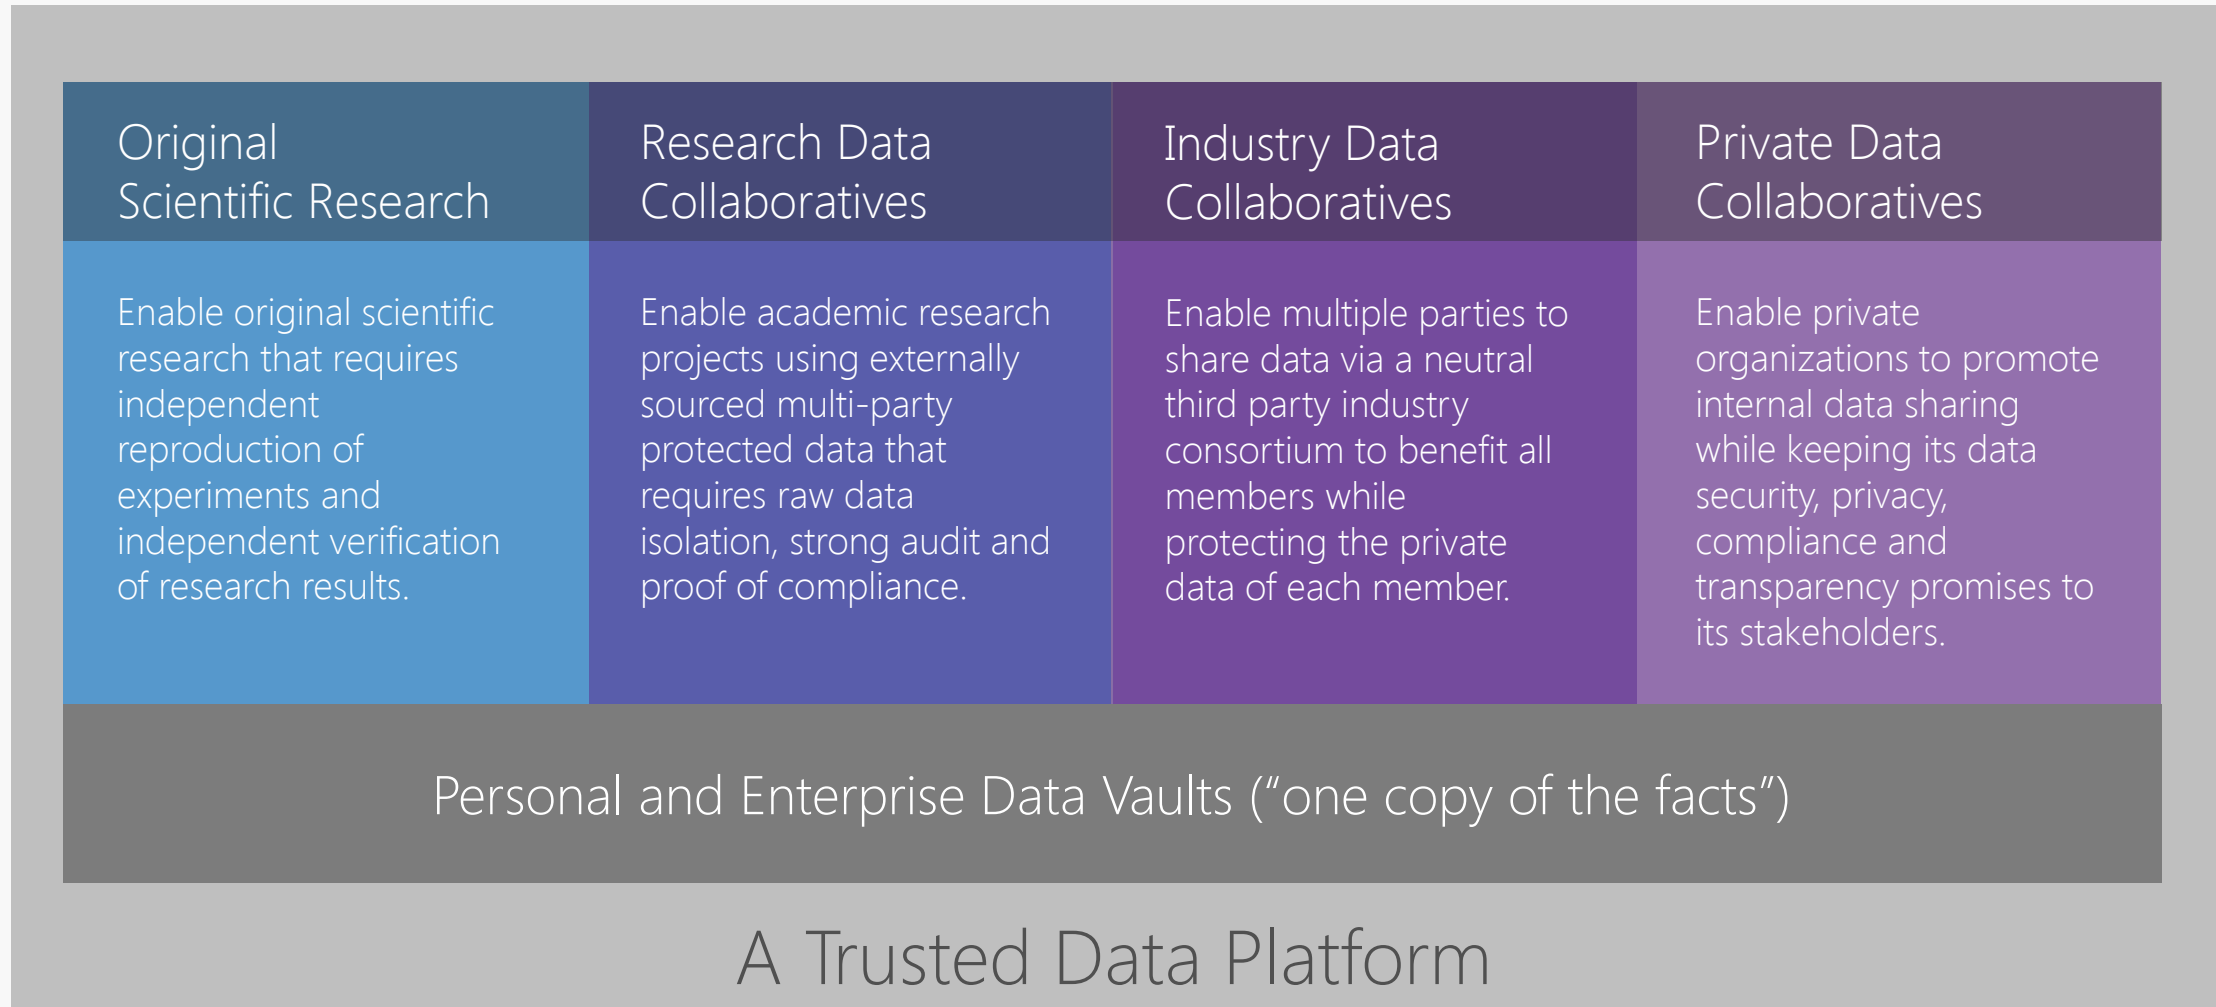 Original
Scientific Research
Enable original scientific
research that requires
independent
reproduction of
experiments and
independent verification
of research results.
Research Data
Collaboratives
Enable academic research
projects using externally
sourced multi-party
protected data that
requires raw data
isolation, strong audit and
proof of compliance.
Industry Data
Collaboratives
Enable multiple parties to
share data via a neutral
third party industry
consortium to benefit all
members while
protecting the private
data of each member.
Private Data
Collaboratives
Enable private
organizations to promote
internal data sharing
while keeping its data
security, privacy,
compliance and
transparency promises to
its stakeholders.
Personal and Enterprise Data Vaults (“one copy of the facts”)
A Trusted Data Platform